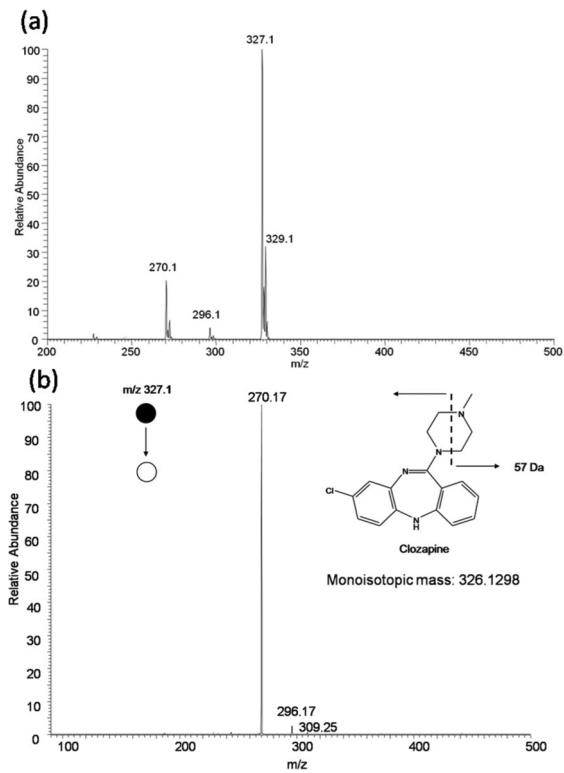 (a)
327.1
100
90
80
70
60
50
40
30
20
10
0
Relative Abundance
329.1
270.1
296.1
200
250
300
350
400
450
500
m/z
(b)
m/z 327.1
270.17
100
90
80
70
60
50
40
30
20
10
0
Relative Abundance
N
N
57 Da
N
Cl
N
H
Clozapine
Monoisotopic mass: 326.1298
296.17
309.25
100
200
300
400
500
m/z